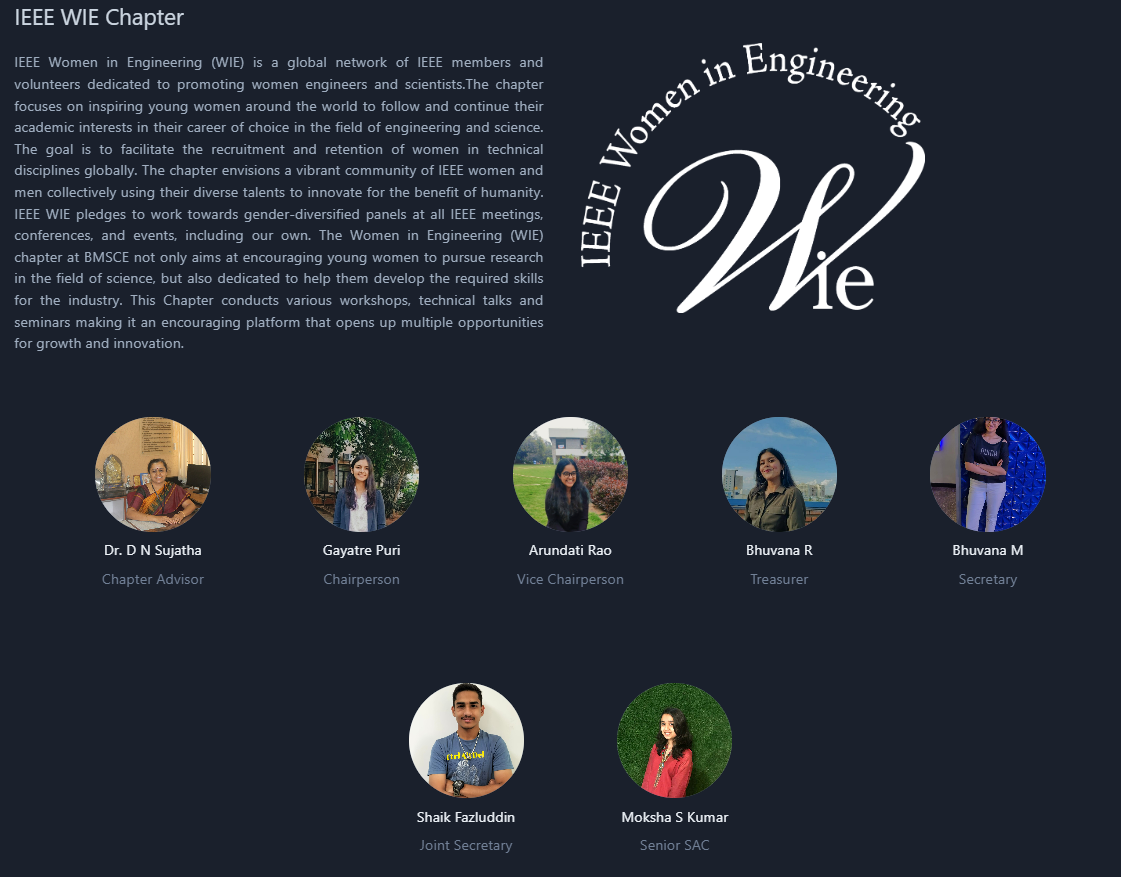 IEEE WIE Chapter
IEEE Women in Engineering (WIE) is a global network of IEEE members and
volunteers dedicated to promoting women engineers and scientists.The chapter
focuses on inspiring young women around the world to follow and continue their
academic interests in their career of choice in the field of engineering and science.
The goal is to facilitate the recruitment and retention of women in technical
disciplines globally. The chapter envisions a vibrant community of IEEE women and
men collectively using their diverse talents to innovate for the benefit of humanity.
IEEE WIE pledges to work towards gender-diversified panels at all IEEE meetings,
conferences, and events, including our own. The Women in Engineering (WIE)
chapter at BMSCE not only aims at encouraging young women to pursue research
in the field of science, but also dedicated to help them develop the required skills
for the industry. This Chapter conducts various workshops, technical talks and
seminars making it an encouraging platform that opens up multiple opportunities
for growth and innovation.
IEEE Women in Engineering
Wie
Dr. D N Sujatha
Chapter Advisor
Gayatre Puri
Chairperson
Arundati Rao
Vice Chairperson
Bhuvana R
Treasurer
Bhuvana M
Secretary
Shaik Fazluddin
Joint Secretary
Moksha S Kumar
Senior SAC